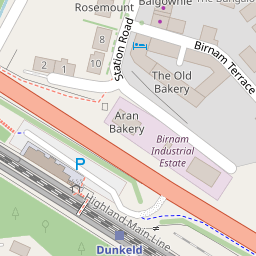 Rosemount
Balgownie
Station Road
Birnam Terrace
2
1
10
8
The Old
Bakery
Aran
Bakery
Birnam
Industrial
Estate
P
Highland Main Line
Dunkeld